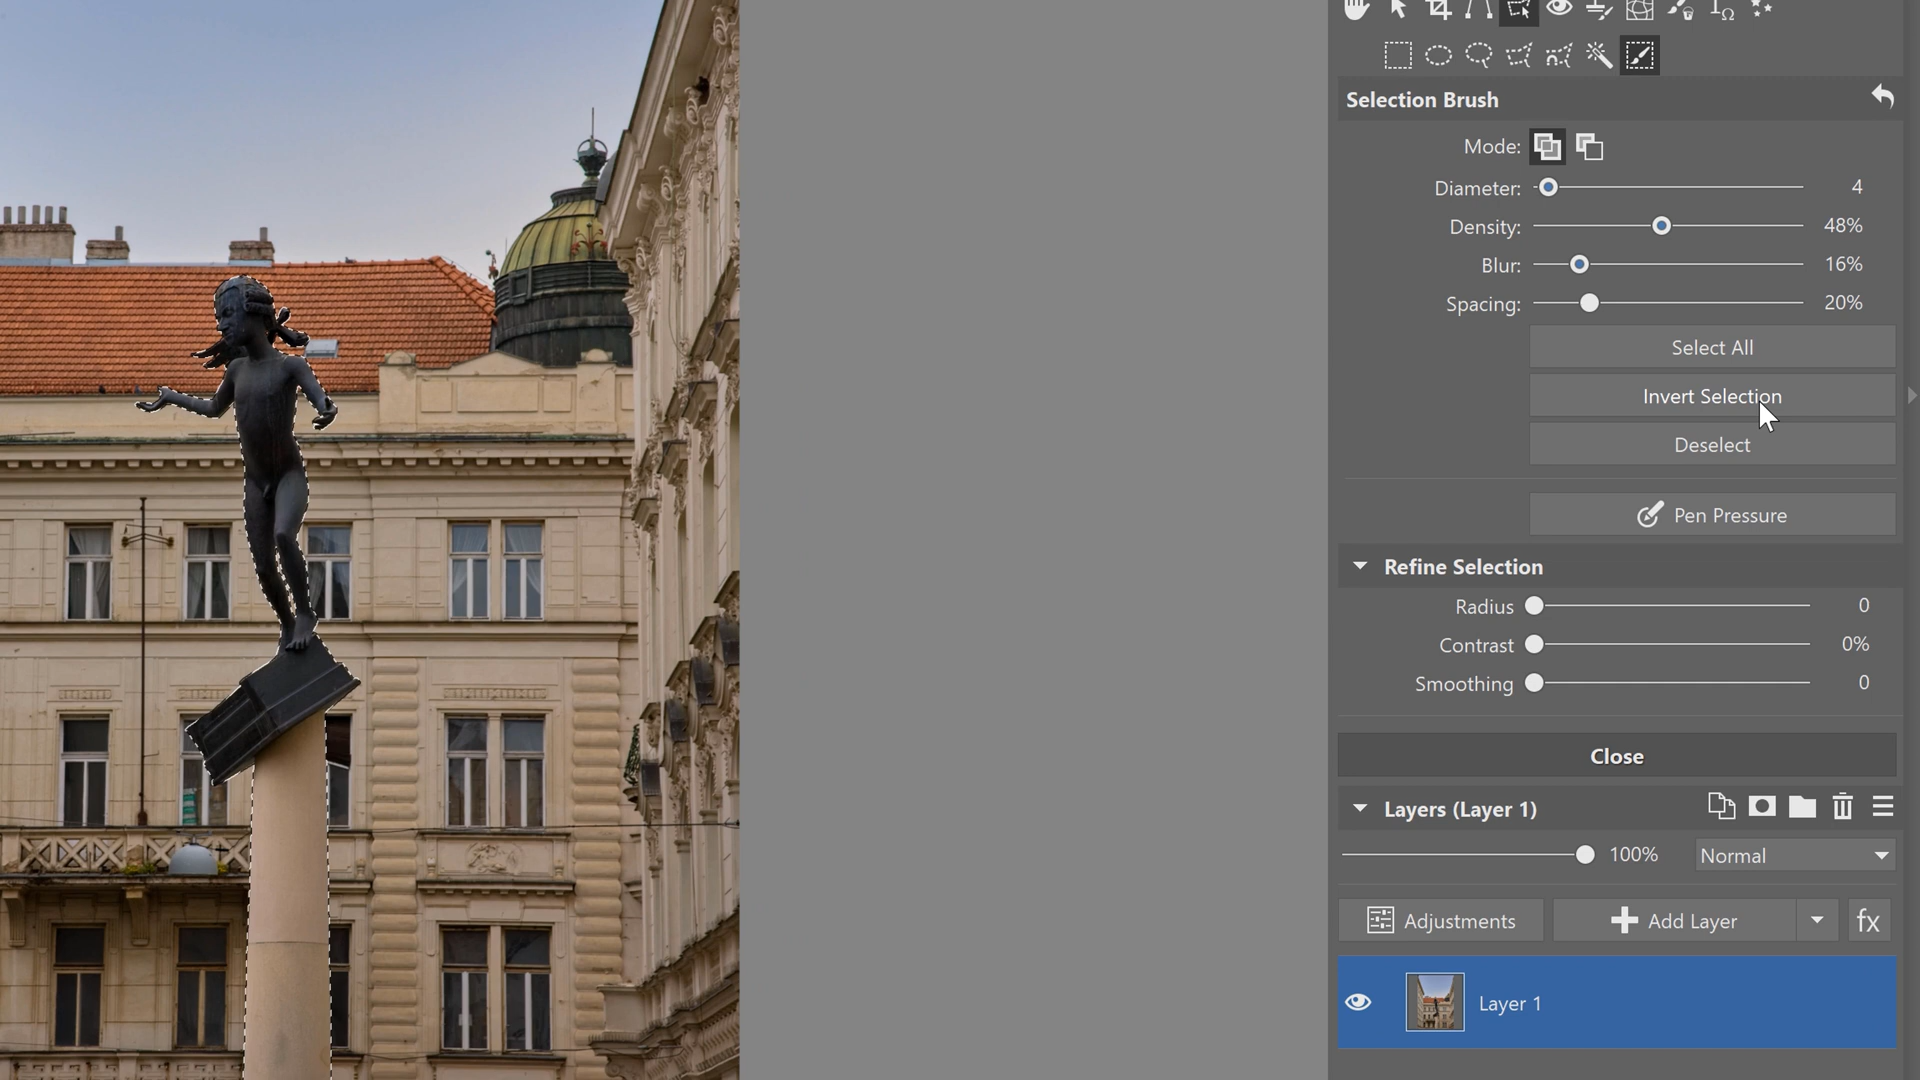 Selection Brush
Mode:
Diameter: 4
Density: 48%
Blur: 16%
Spacing: 20%
Select All
Invert Selection
Deselect
Pen Pressure
Refine Selection
Radius 0
Contrast 0%
Smoothing 0
Close
Layers (Layer 1)
100% Normal
Adjustments Add Layer fx
Layer 1